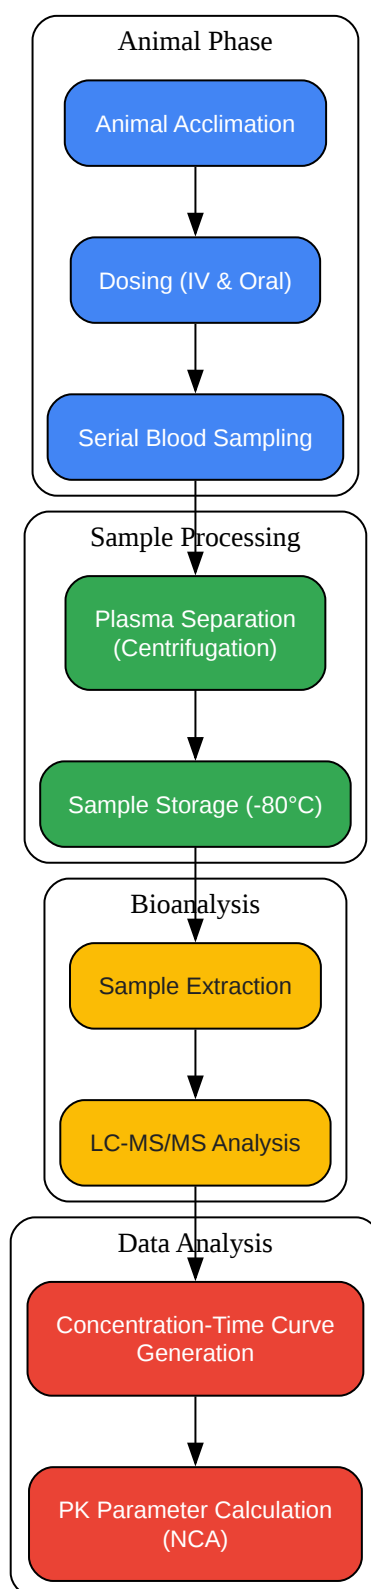 Animal Phase
Animal Acclimation
Dosing (IV & Oral)
Serial Blood Sampling
Sample Processing
Plasma Separation
(Centrifugation)
Sample Storage (-80°C)
Bioanalysis
Sample Extraction
LC-MS/MS Analysis
Data Analysis
Concentration-Time Curve
Generation
PK Parameter Calculation
(NCA)